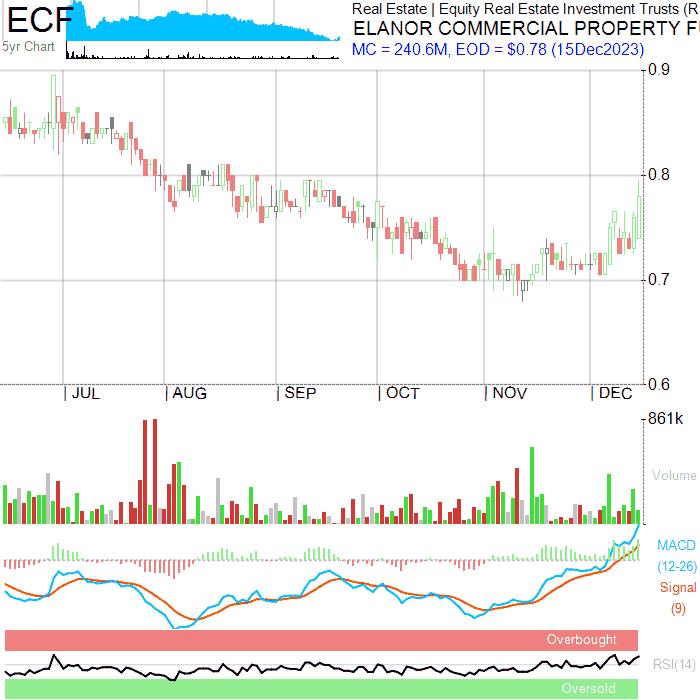 ECF
5yr Chart
Real Estate | Equity Real Estate Investment Trusts (R
ELANOR COMMERCIAL PROPERTY F
MC = 240.6M, EOD = $0.78 (15Dec2023)
0.9
0.8
0.7
0.6
JUL AUG SEP OCT NOV DEC
861k
Volume
MACD
(12-26)
Signal
(9)
Overbought
RSI(14)
Oversold